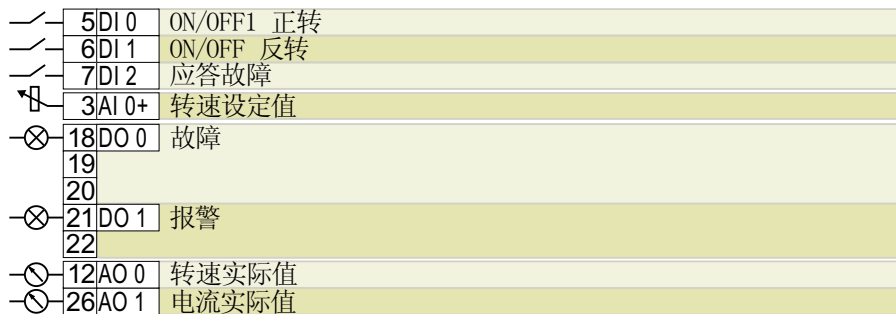 5 DI 0 ON/OFF1 正转
6 DI 1 ON/OFF 反转
7 DI 2 应答故障
3 AI 0+ 转速设定值
18 DO 0 故障
19
20
21 DO 1 报警
22
12 AO 0 转速实际值
26 AO 1 电流实际值